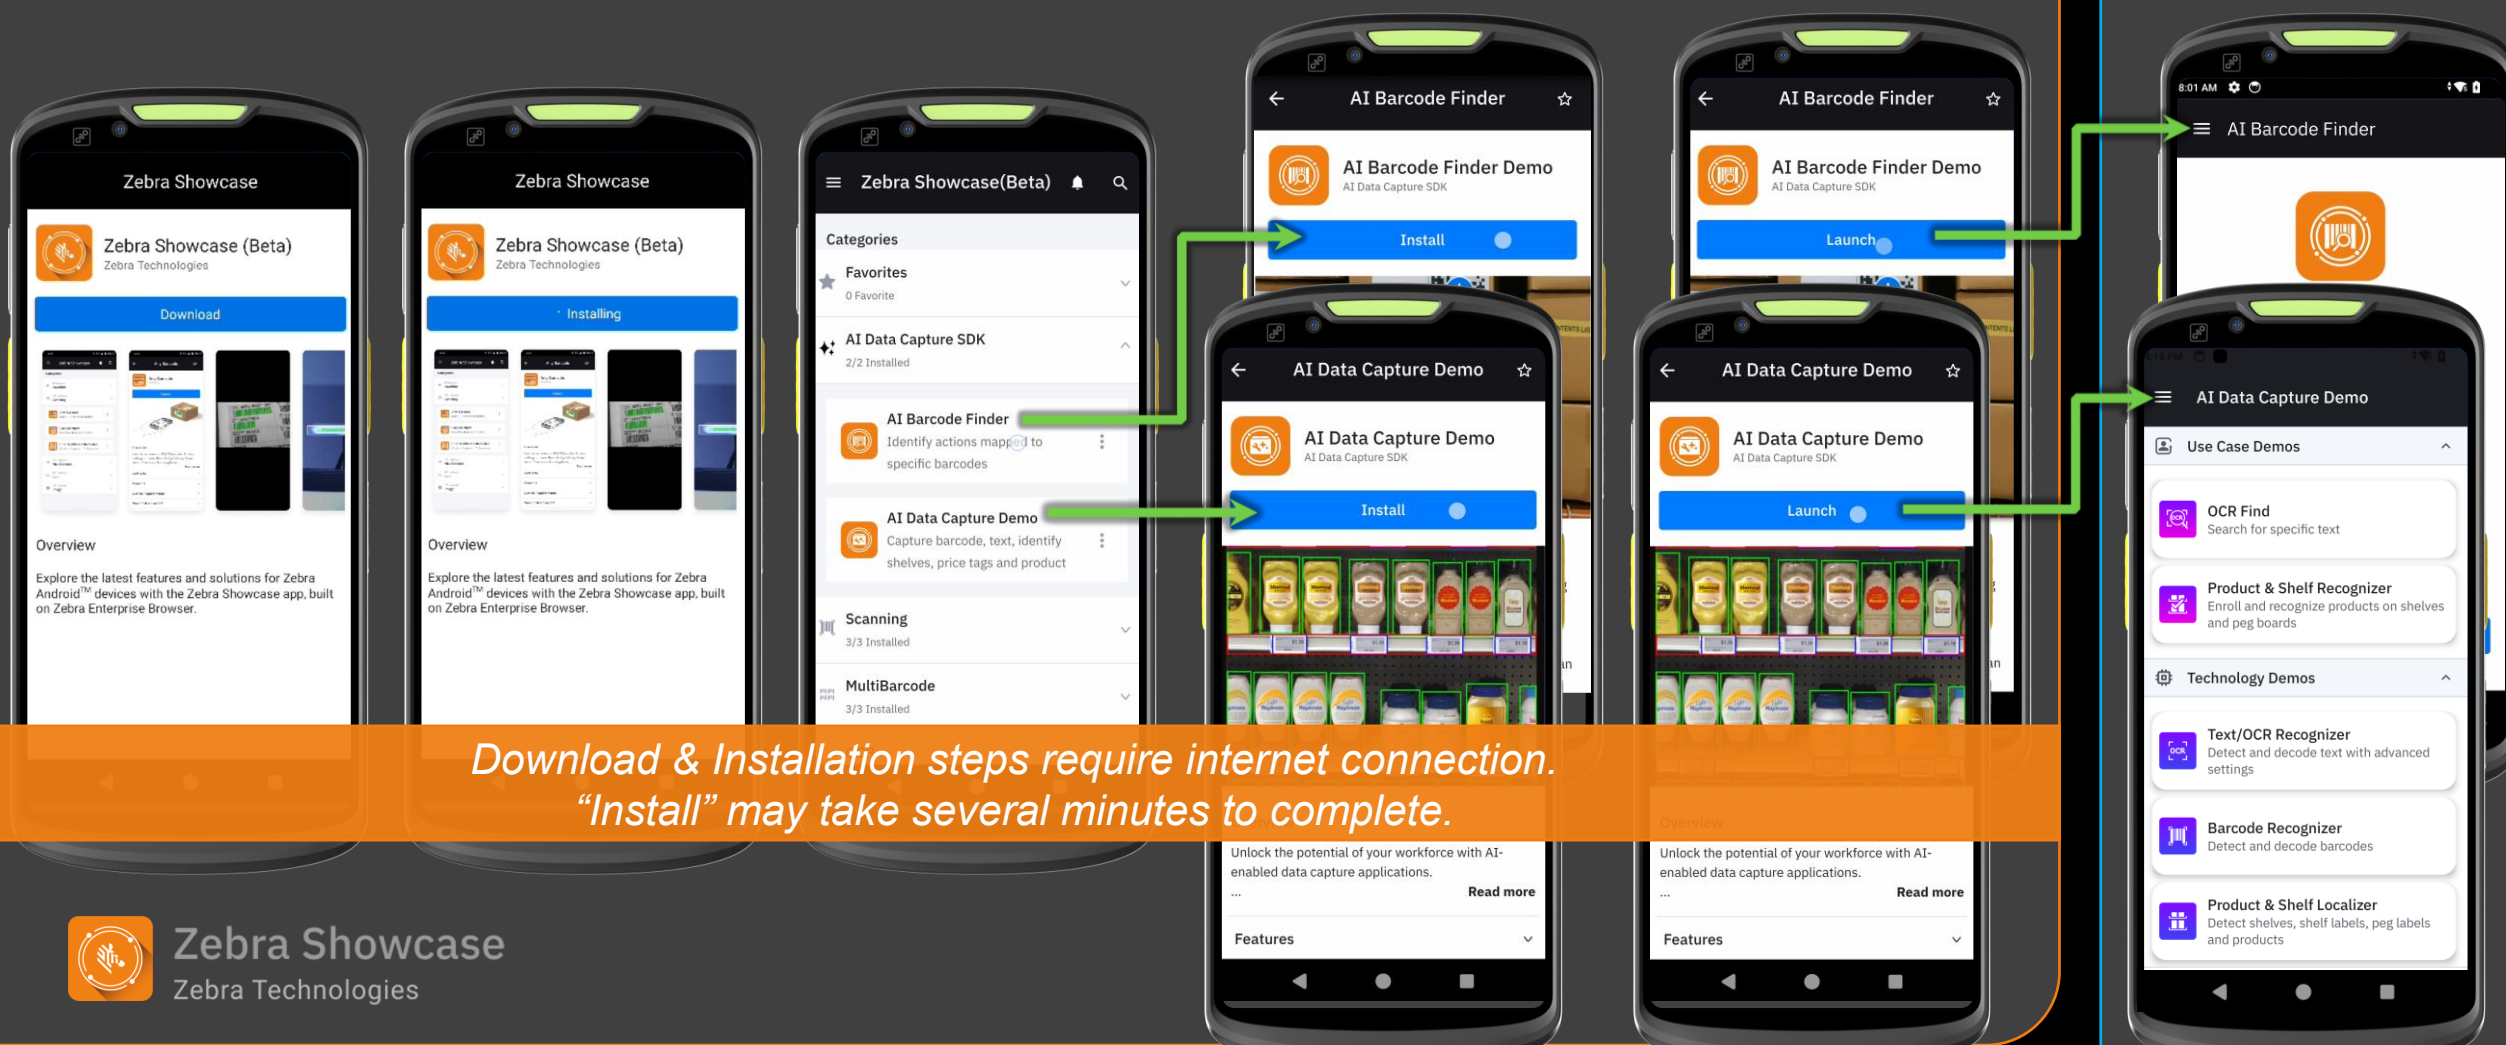 Zebra Showcase
Zebra Showcase (Beta)
Zebra Technologies
Download
Overview
Explore the latest features and solutions for Zebra
Android™ devices with the Zebra Showcase app, built
on Zebra Enterprise Browser.
Zebra Showcase
Zebra Showcase (Beta)
Zebra Technologies
Installing
Overview
Explore the latest features and solutions for Zebra
Android™ devices with the Zebra Showcase app, built
on Zebra Enterprise Browser.
Zebra Showcase(Beta)
Categories
Favorites
0 Favorite
AI Data Capture SDK
2/2 Installed
AI Barcode Finder
Identify actions mapped to
specific barcodes
AI Data Capture Demo
Capture barcode, text, identify
shelves, price tags and product
Scanning
3/3 Installed
MultiBarcode
3/3 Installed
AI Barcode Finder
AI Barcode Finder Demo
AI Data Capture SDK
Install
AI Data Capture Demo
AI Data Capture Demo
AI Data Capture SDK
Install
Unlock the potential of your workforce with AI-
enabled data capture applications.
...
Read more
Features
AI Barcode Finder
AI Barcode Finder Demo
AI Data Capture SDK
Launch
AI Data Capture Demo
AI Data Capture Demo
AI Data Capture SDK
Launch
Overview
Unlock the potential of your workforce with AI-
enabled data capture applications.
...
Read more
Features
8:01 AM
AI Barcode Finder
AI Data Capture Demo
Use Case Demos
OCR Find
Search for specific text
Product & Shelf Recognizer
Enroll and recognize products on shelves
and peg boards
Technology Demos
Text/OCR Recognizer
Detect and decode text with advanced
settings
Barcode Recognizer
Detect and decode barcodes
Product & Shelf Localizer
Detect shelves, shelf labels, peg labels
and products
Download & Installation steps require internet connection.
“Install” may take several minutes to complete.
Zebra Showcase
Zebra Technologies